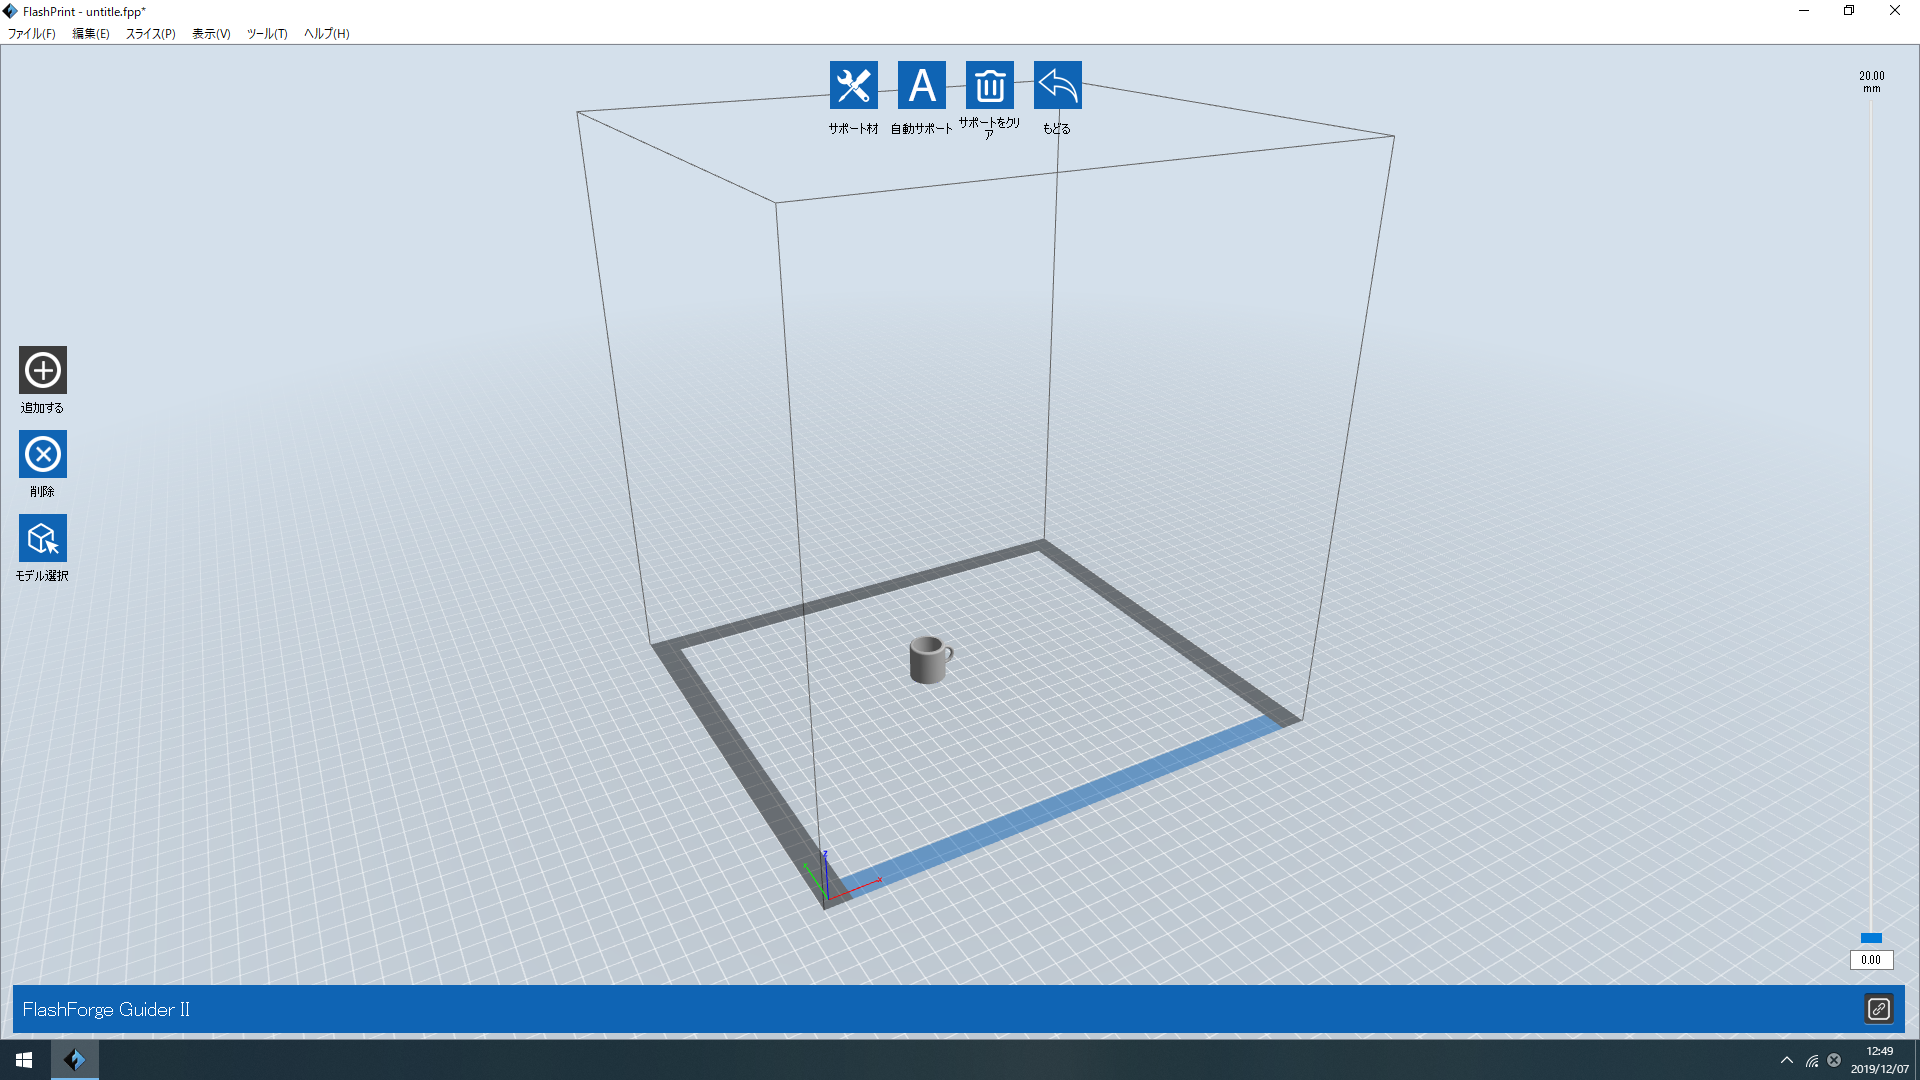 FlashPrint - untitle.fpp*
ファイル(F) 編集(E) スライス(P) 表示(V) ツール(T) ヘルプ(H)
サポート材
自動サポート
サポートをクリ
ア
もどる
20.00
mm
追加する
削除
モデル選択
z
x
0.00
FlashForge Guider II
12:49
2019/12/07